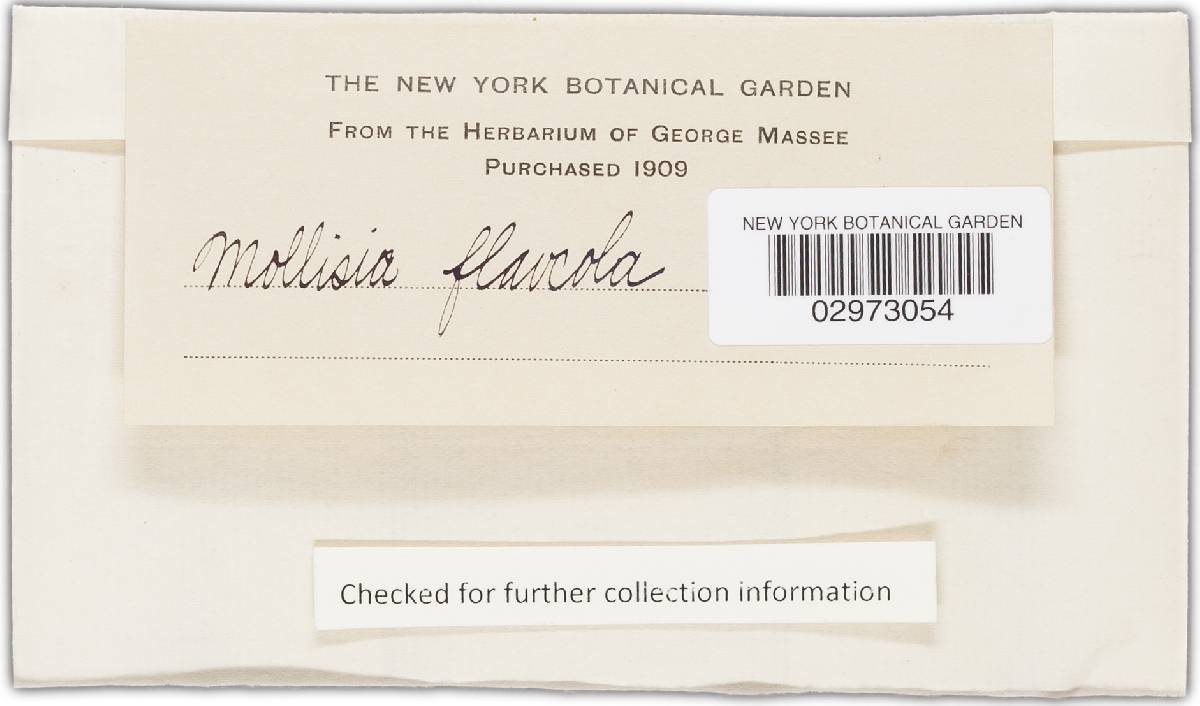 THE NEW YORK BOTANICAL GARDEN
FROM THE HERBARIUM OF GEORGE MASSEE
PURCHASED 1909
Mollisia flavcola
NEW YORK BOTANICAL GARDEN
02973054
Checked for further collection information